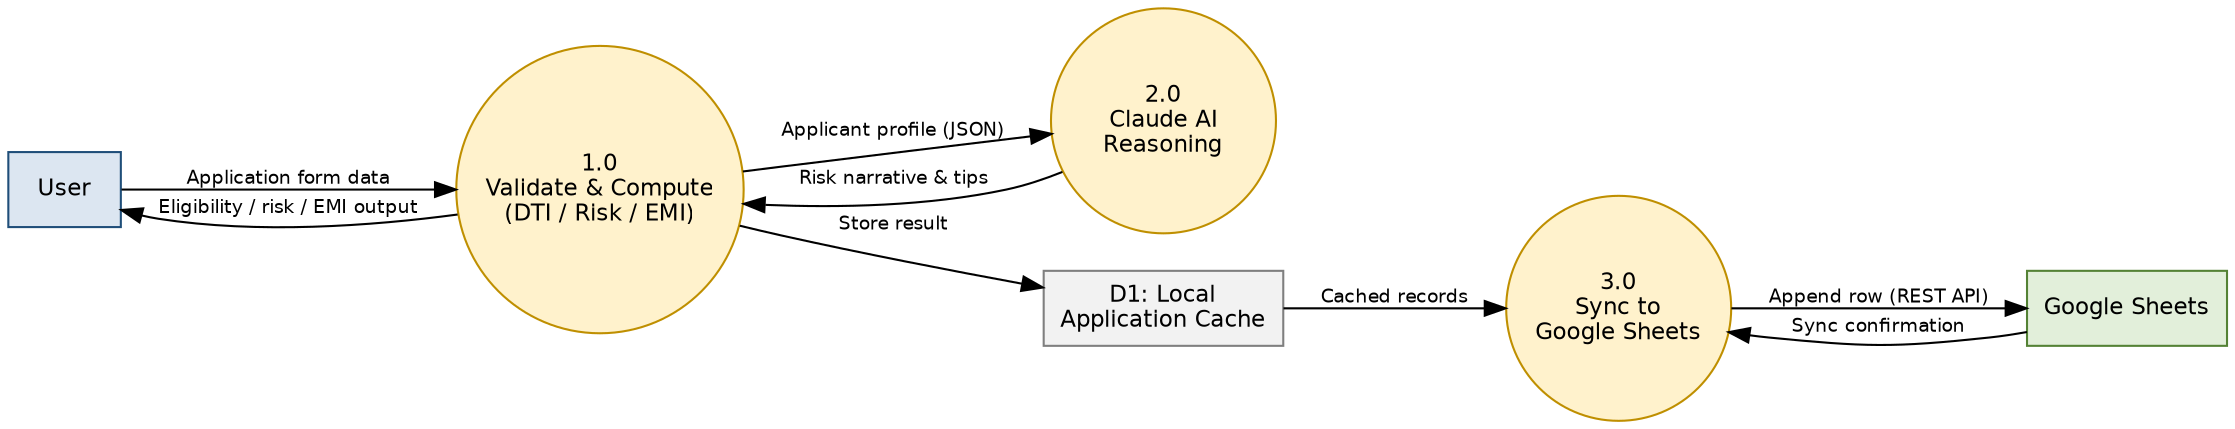 User
Application form data
Eligibility / risk / EMI output
1.0
Validate & Compute
(DTI / Risk / EMI)
Applicant profile (JSON)
Risk narrative & tips
Store result
2.0
Claude AI
Reasoning
D1: Local
Application Cache
Cached records
3.0
Sync to
Google Sheets
Append row (REST API)
Sync confirmation
Google Sheets